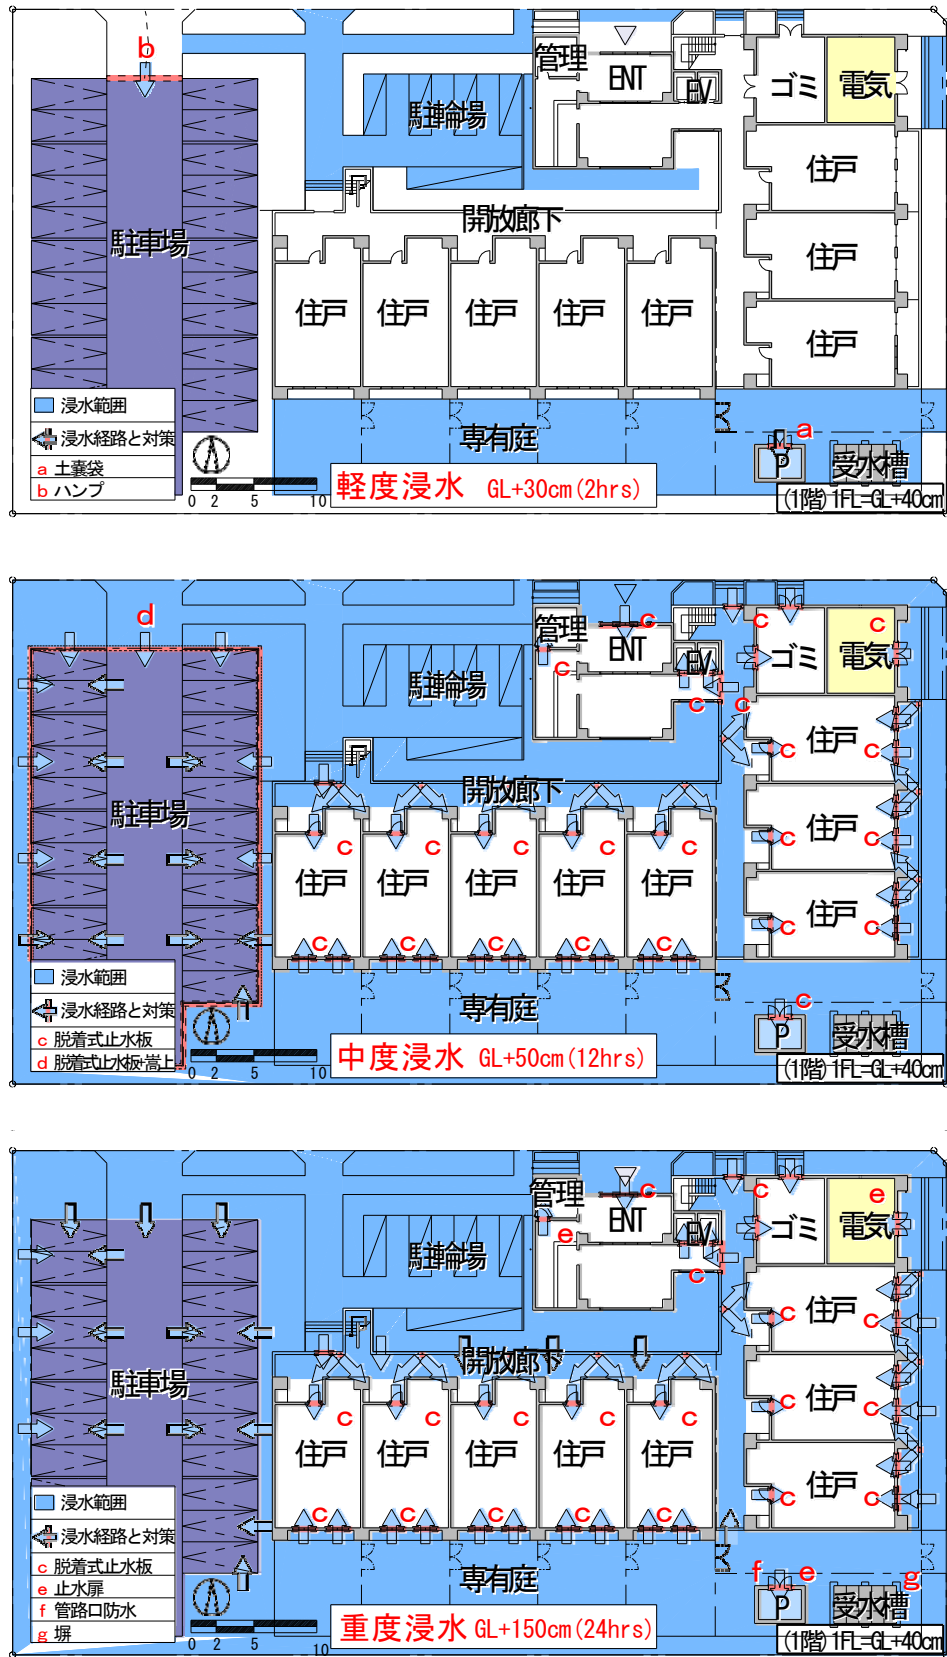 b
管理
ENT
EV
ゴミ
電気
駐輪場
住戸
開放廊下
駐車場
住戸
住戸
住戸
住戸
住戸
住戸
住戸
浸水範囲
浸水経路と対策
a 土嚢袋
b ハンプ
専有庭
a
P
受水槽
0 2 5 10
軽度浸水 GL+30cm(2hrs)
(1階) 1FL=GL+40cm
d
管理
ENT
EV
ゴミ
電気
c
c
c
c
駐輪場
c
c
住戸
c
c
開放廊下
駐車場
住戸
c
c
c
c
c
c
c
住戸
住戸
住戸
住戸
住戸
住戸
c
c
c
c
c
c
c
浸水範囲
浸水経路と対策
c 脱着式止水板
d 脱着式止水板+嵩上
専有庭
c
P
受水槽
0 2 5 10
中度浸水 GL+50cm(12hrs)
(1階) 1FL=GL+40cm
管理
ENT
EV
ゴミ
電気
c
c
e
e
駐輪場
c
住戸
c
c
開放廊下
駐車場
住戸
c
c
c
c
c
c
c
住戸
住戸
住戸
住戸
住戸
住戸
c
c
c
c
c
c
c
浸水範囲
浸水経路と対策
c 脱着式止水板
e 止水扉
f 管路口防水
g 塀
専有庭
f
e
g
P
受水槽
0 2 5 10
重度浸水 GL+150cm(24hrs)
(1階) 1FL=GL+40cm